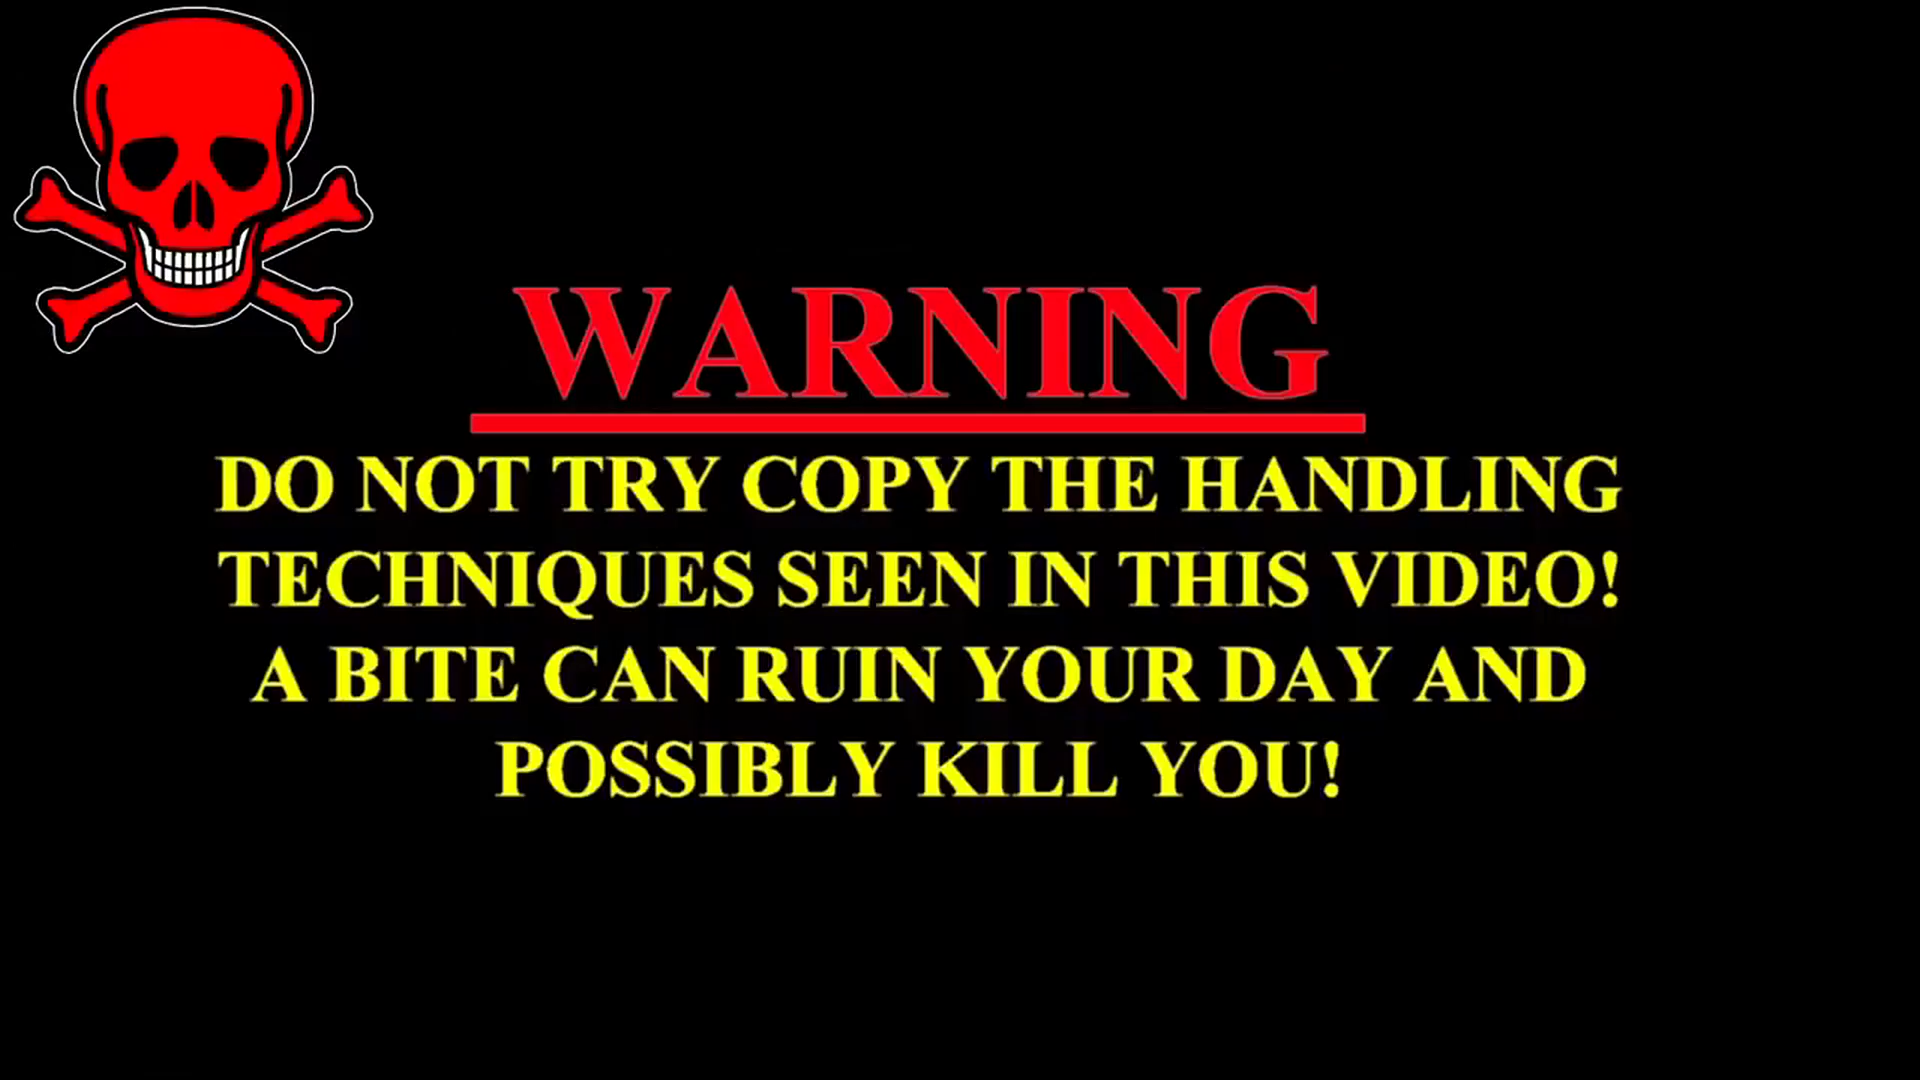 WARNING
DO NOT TRY COPY THE HANDLING
TECHNIQUES SEEN IN THIS VIDEO!
A BITE CAN RUIN YOUR DAY AND
POSSIBLY KILL YOU!